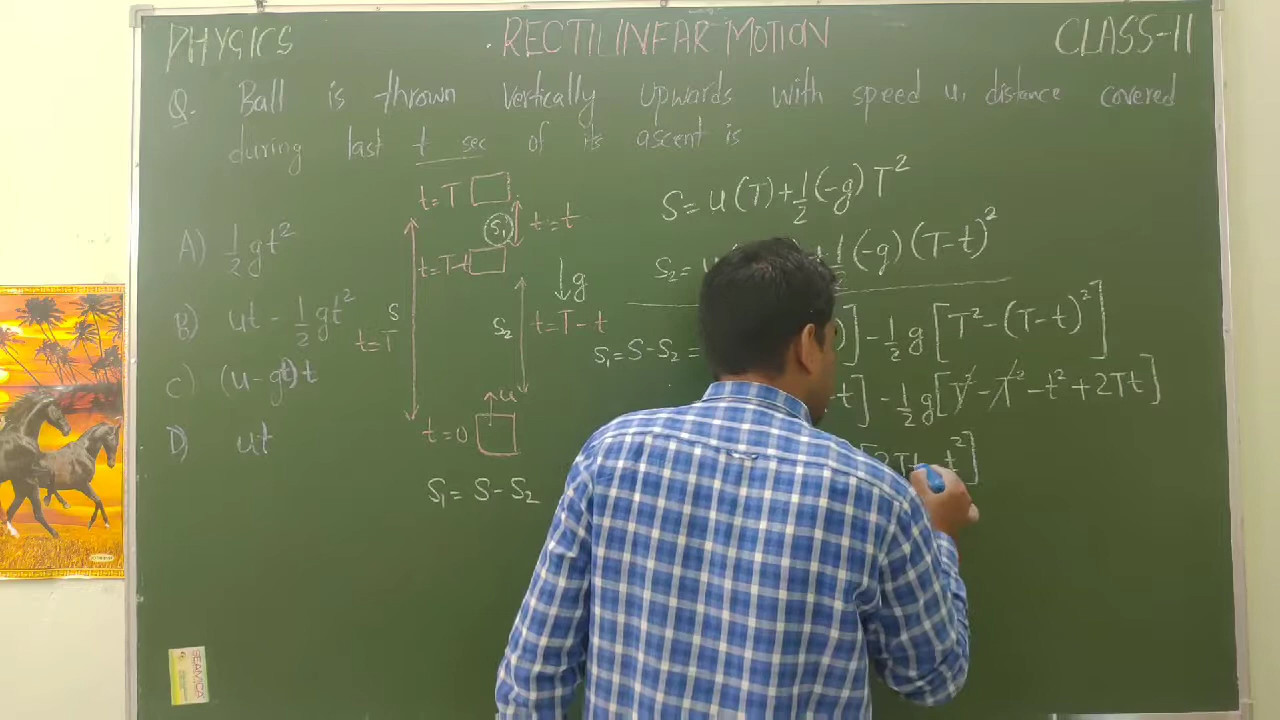 PHYSICS
RECTILINEAR MOTION
CLASS-11
Q. Ball is thrown vertically upwards with speed u, distance covered
during last t sec of its ascent is
A) 1/2 gt²
B) ut - 1/2 gt²
C) (u - gt) t
D) ut
t=T
S₁
t=t
t=T-t
g
S
t=T
S₂
t=T-t
u
t=0
S₁ = S - S₂
S = u(T) + 1/2 (-g) T²
S₂ = u + 1/2 (-g) (T-t)²
S₁ = S - S₂ = ] - 1/2 g [T² - (T-t)²]
-t] - 1/2 g [T² - T² - t² + 2Tt]
[2Tt t²]
SEAMIDA